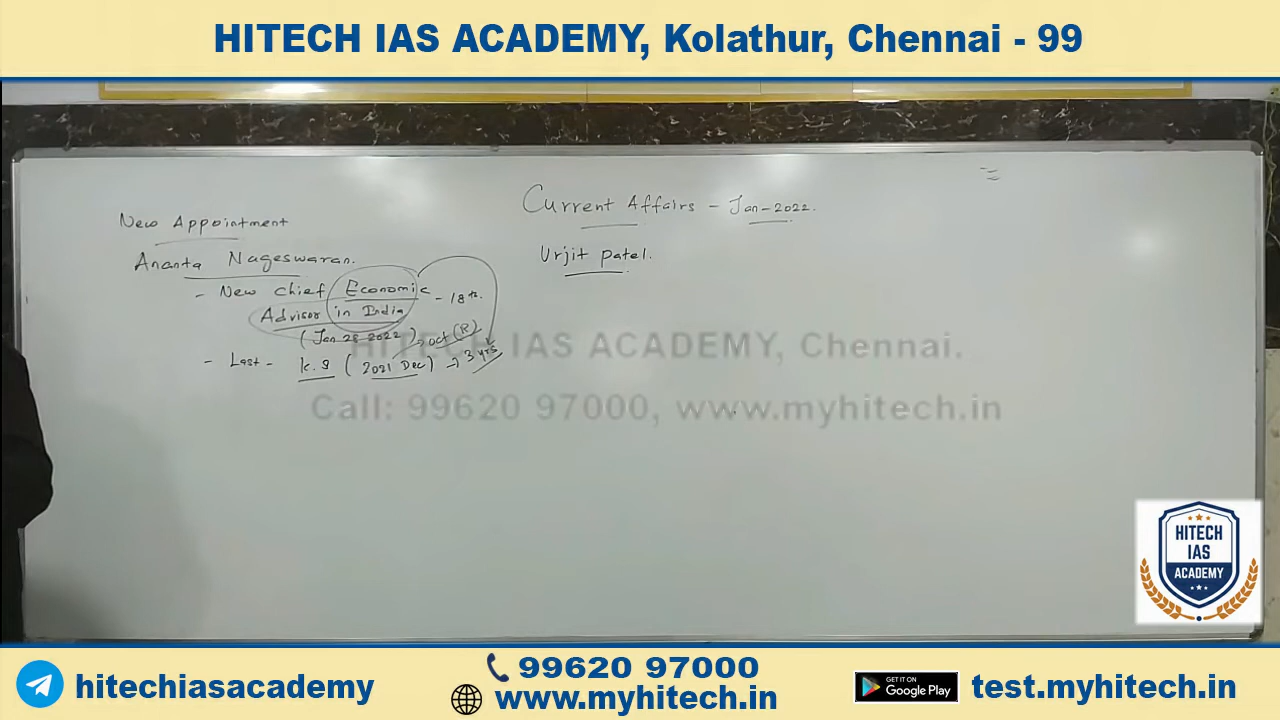 HITECH IAS ACADEMY, Kolathur, Chennai - 99
Current Affairs - Jan-2022.
New Appointment
Ananta Nageswaran.
- New Chief Economic
Advisor in India - 18th.
(Jan 28 2022), oct (R)
- Last - K.S (2021 Dec) → 3 yrs
Urjit Patel.
HITECH IAS ACADEMY, Chennai.
Call: 99620 97000, www.myhitech.in
HITECH
IAS
ACADEMY
hitechiasacademy
99620 97000
www.myhitech.in
GET IT ON
Google Play
test.myhitech.in